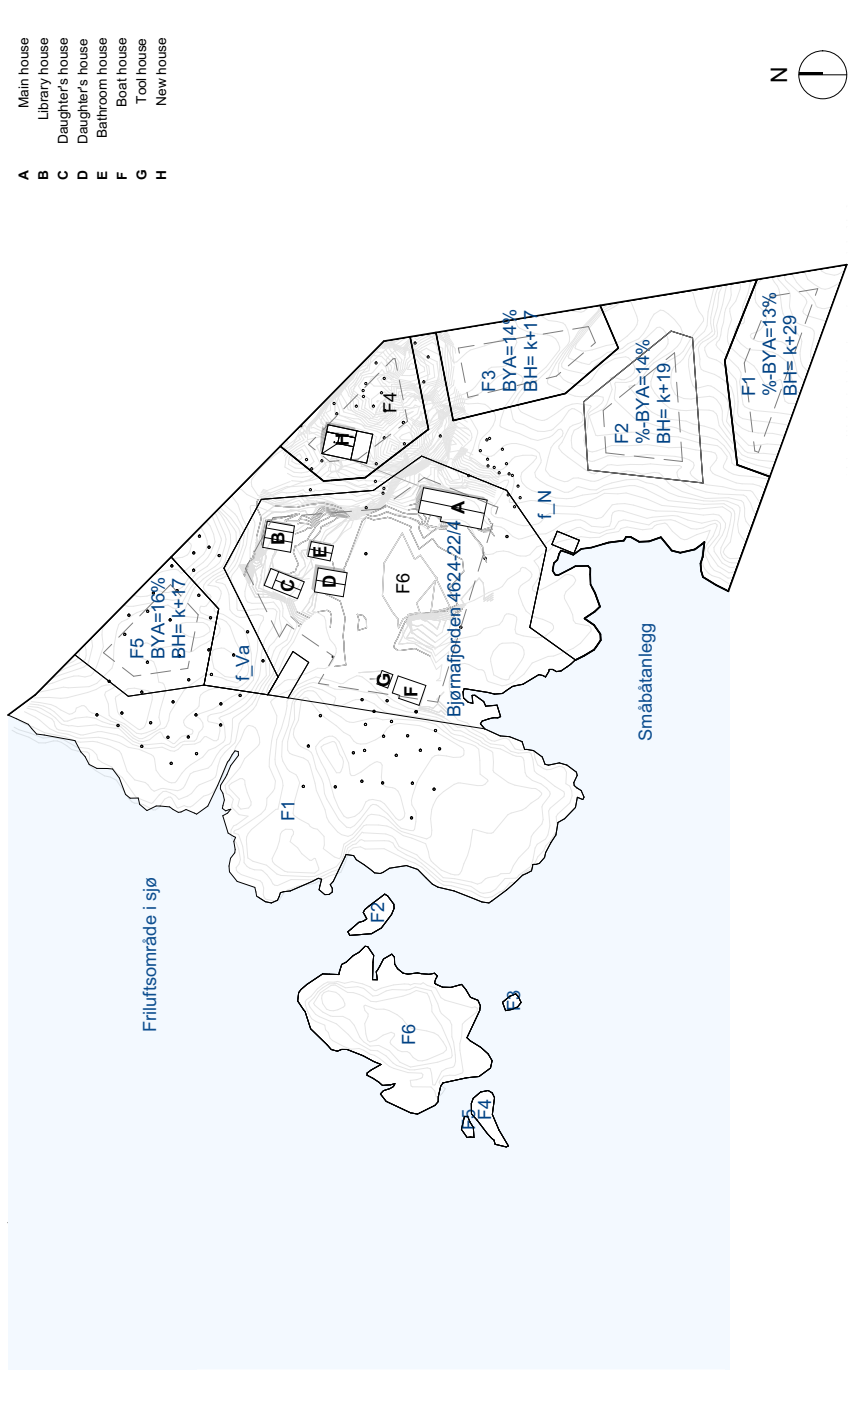 A Main house
B Library house
C Daughter's house
D Daughter's house
E Bathroom house
F Boat house
G Tool house
H New house
N
Friluftsområde i sjø
F5
BYA=16%
BH= k+17
f_Va
F4
H
B
C
E
D
A
F6
G
F
Bjørnafjorden 4624-22/4
F3
BYA=14%
BH= k+17
f_N
F2
%-BYA=14%
BH= k+19
F1
%-BYA=13%
BH= k+29
Småbåtanlegg
F1
F2
F6
F3
F5
F4